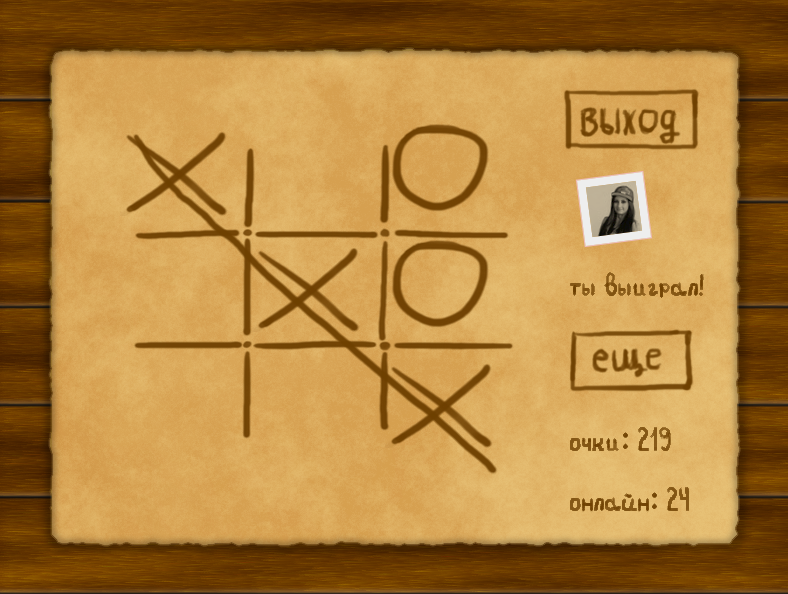 выход
ты выиграл!
еще
очки: 219
онлайн: 24